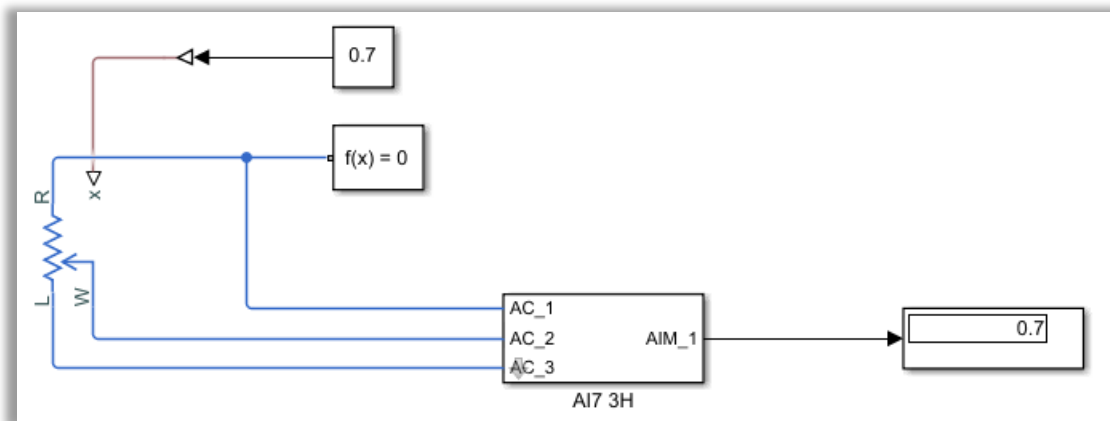 0.7
f(x) = 0
R
x
L
W
AC_1
AC_2
AIM_1
0.7
AC_3
AI7 3H